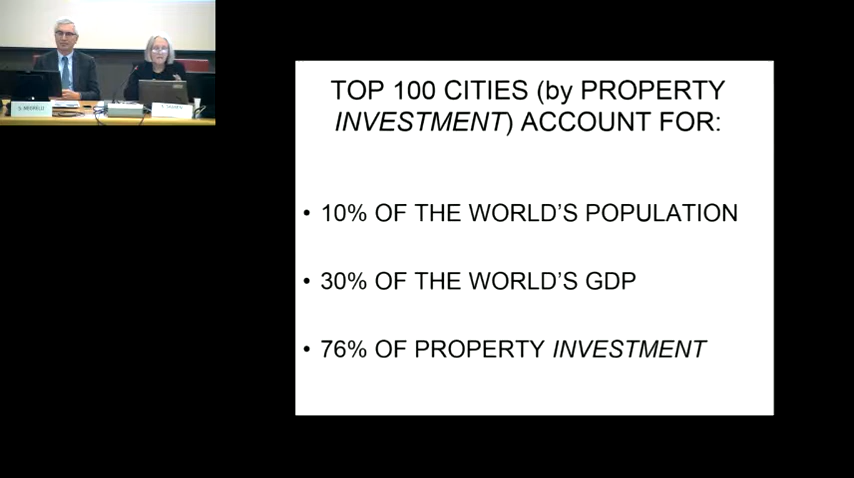 S. NEGRELLI
TOP 100 CITIES (by PROPERTY
INVESTMENT) ACCOUNT FOR:
• 10% OF THE WORLD’S POPULATION
• 30% OF THE WORLD’S GDP
• 76% OF PROPERTY INVESTMENT